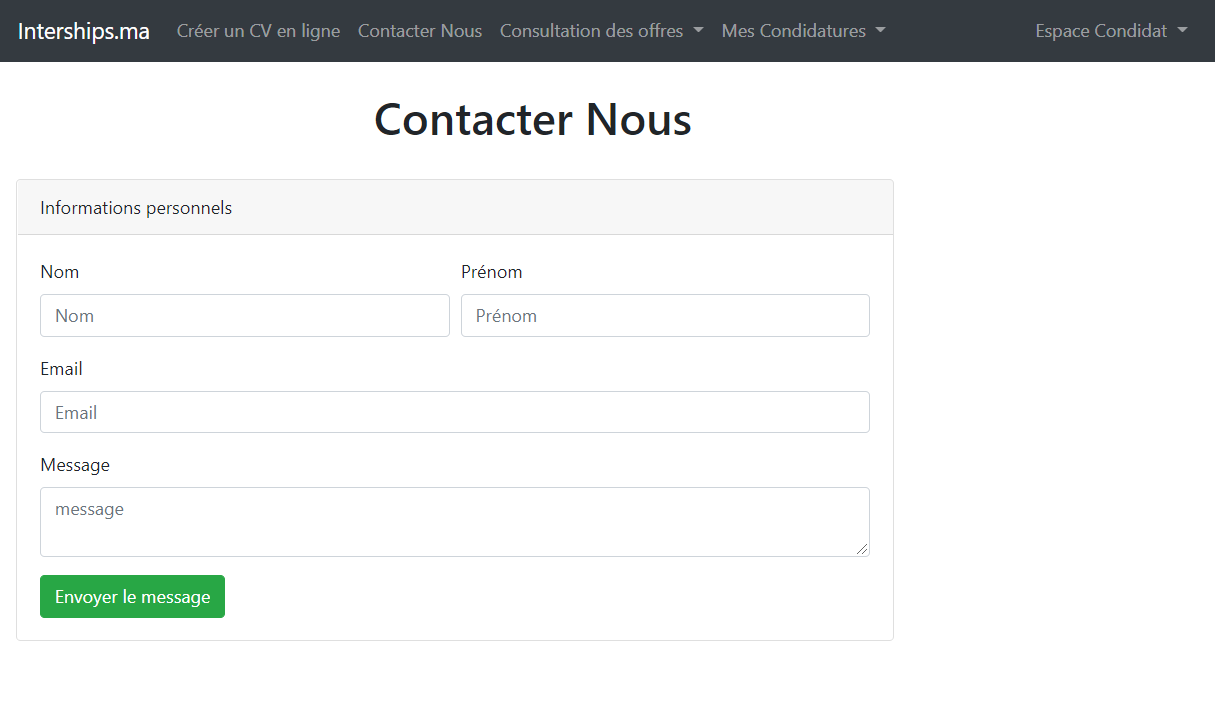 Interships.ma Créer un CV en ligne Contacter Nous Consultation des offres Mes Condidatures Espace Condidat
Contacter Nous
Informations personnels
Nom Prénom
Nom Prénom
Email
Email
Message
message
Envoyer le message